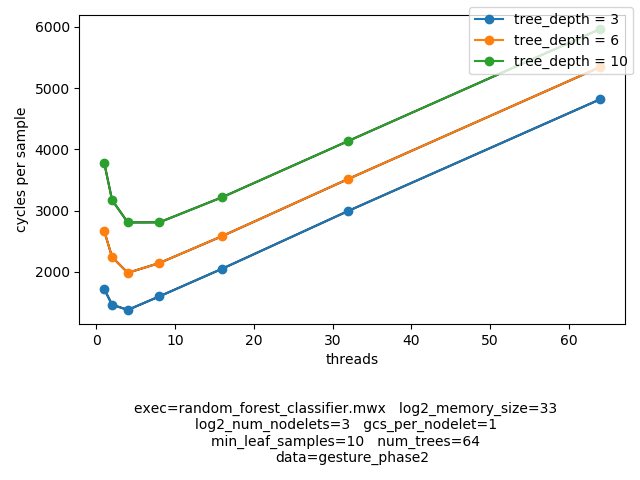 tree_depth = 3
tree_depth = 6
tree_depth = 10
6000
5000
4000
3000
2000
cycles per sample
0 10 20 30 40 50 60
threads
exec=random_forest_classifier.mwx log2_memory_size=33
log2_num_nodelets=3 gcs_per_nodelet=1
min_leaf_samples=10 num_trees=64
data=gesture_phase2